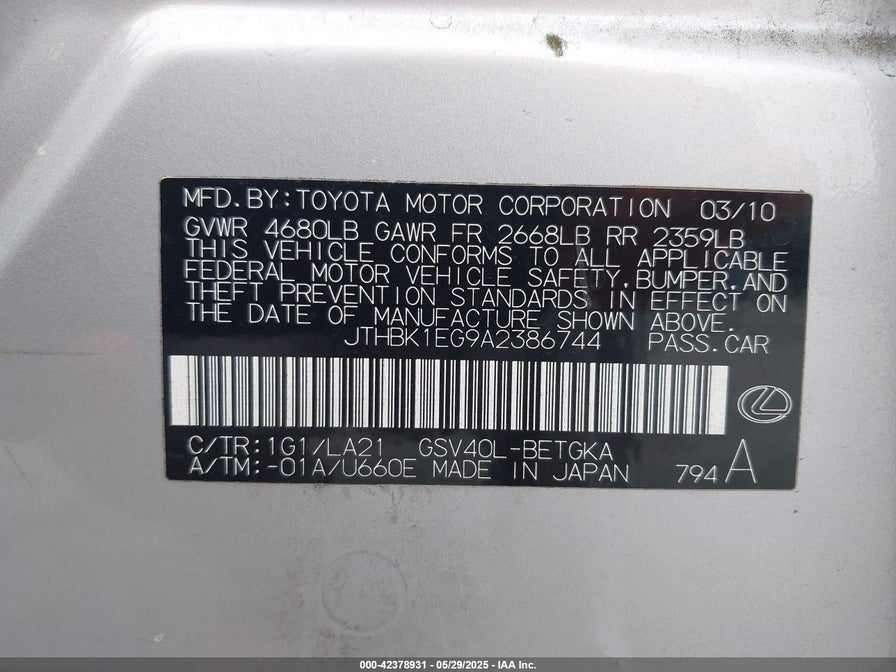 MFD. BY: TOYOTA MOTOR CORPORATION 03/10
GVWR 4680LB GAWR FR 2668LB RR 2359LB
THIS VEHICLE CONFORMS TO ALL APPLICABLE
FEDERAL MOTOR VEHICLE SAFETY, BUMPER, AND
THEFT PREVENTION STANDARDS IN EFFECT ON
THE DATE OF MANUFACTURE SHOWN ABOVE.
JTHBK1EG9A2386744 PASS. CAR
C/TR: 1G1/LA21 GSV40L-BETGKA
A/TM: -01A/U660E MADE IN JAPAN 794 A
000-42378931 - 05/29/2025 - IAA Inc.